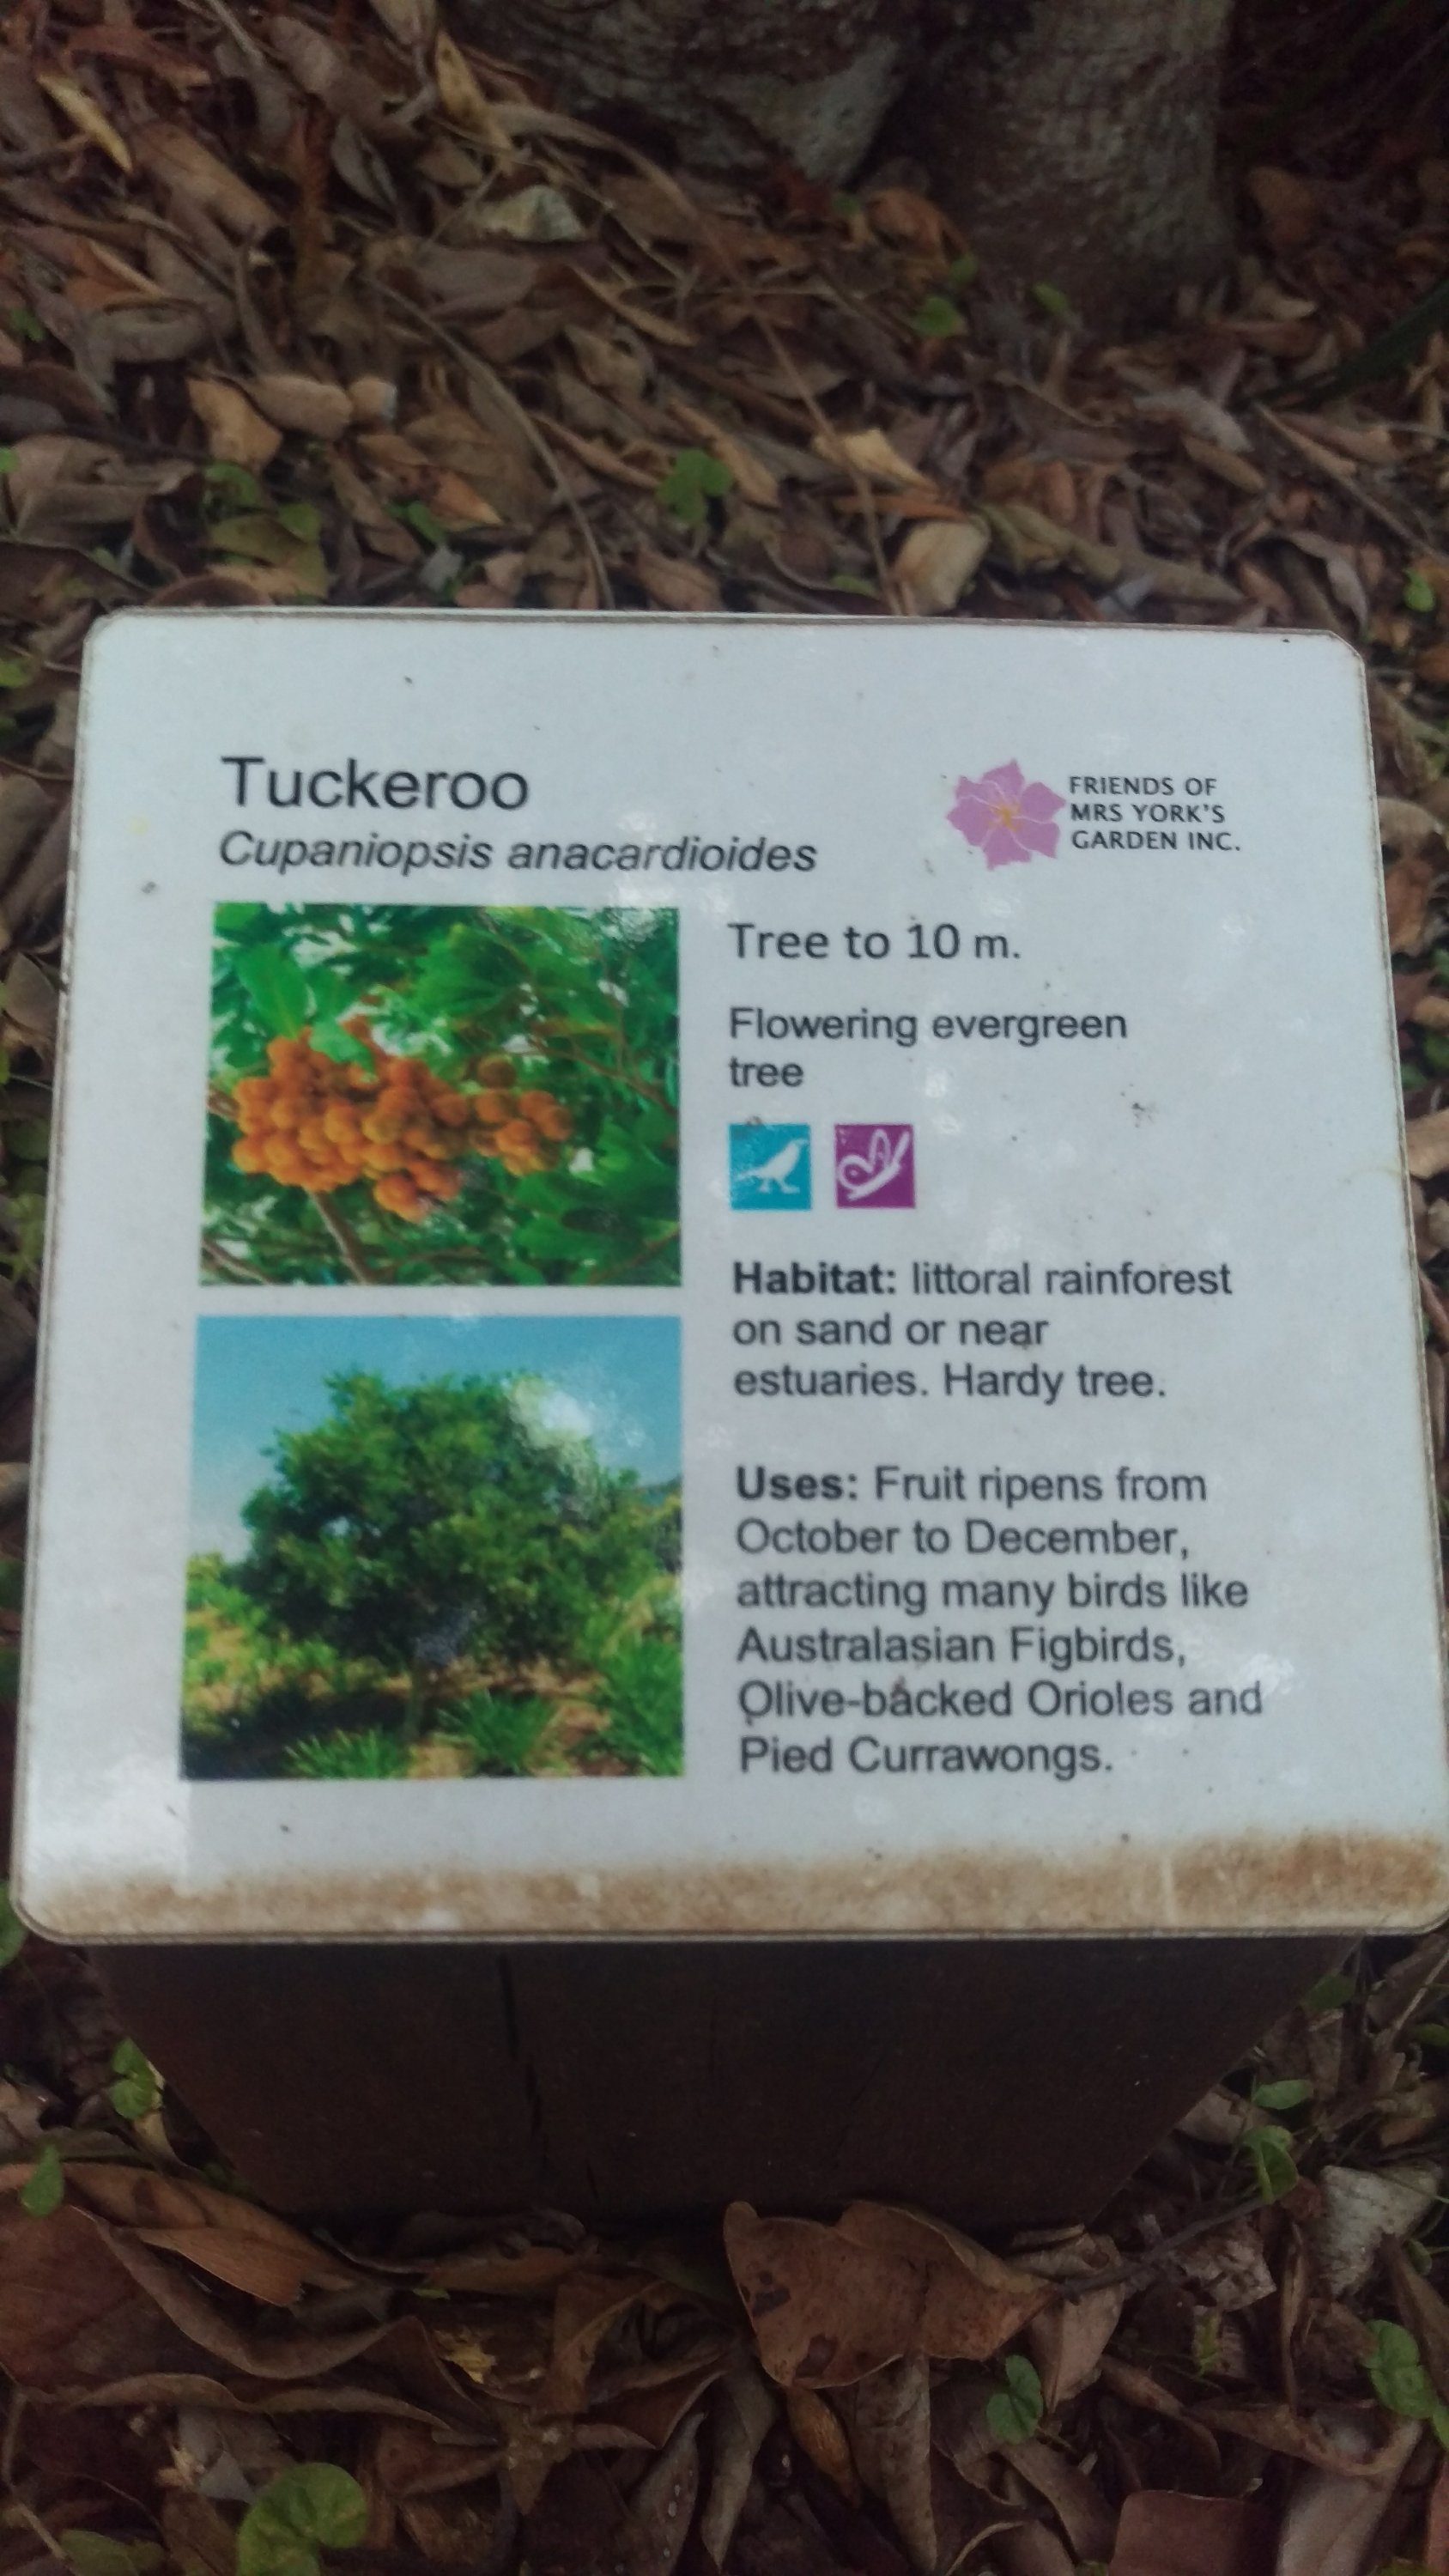 Tuckeroo
Cupaniopsis anacardioides
FRIENDS OF
MRS YORK'S
GARDEN INC.
Tree to 10 m.
Flowering evergreen
tree
Habitat: littoral rainforest
on sand or near
estuaries. Hardy tree.
Uses: Fruit ripens from
October to December,
attracting many birds like
Australasian Figbirds,
Olive-backed Orioles and
Pied Currawongs.